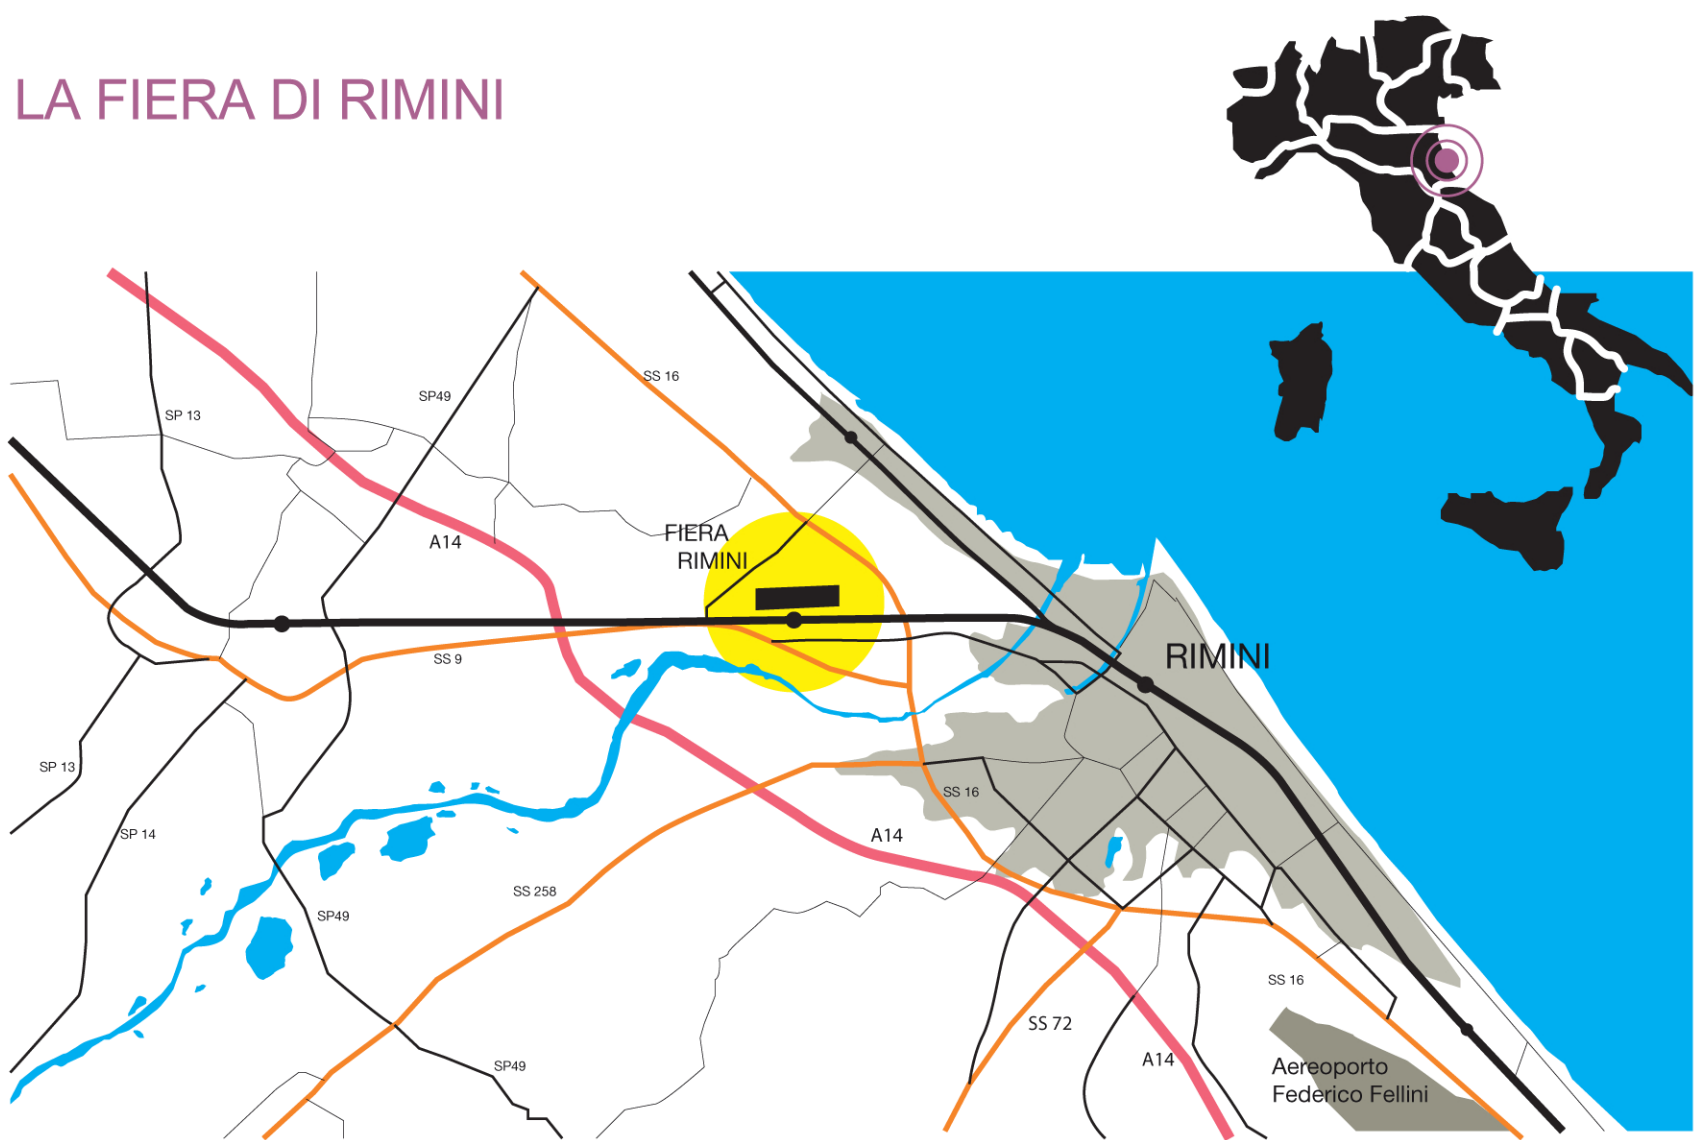 LA FIERA DI RIMINI
SS 16
SP49
SP 13
FIERA
RIMINI
A14
SS 9
RIMINI
SP 13
SS 16
SP 14
A14
SS 258
SP49
SS 16
SS 72
A14
SP49
Aereoporto
Federico Fellini